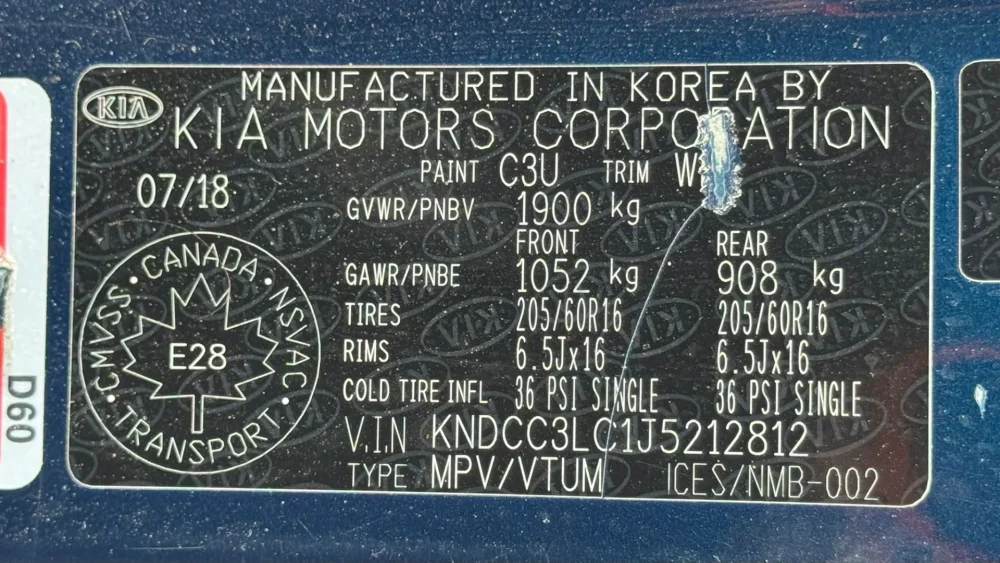 MANUFACTURED IN KOREA BY
KIA
KIA MOTORS CORPORATION
PAINT C3U TRIM
07/18
GVWR/PNBV 1900 kg
FRONT REAR
GAWR/PNBE 1052 kg 908 kg
TIRES 205/60R16 205/60R16
RIMS 6.5Jx16 6.5Jx16
COLD TIRE INFL 36 PSI SINGLE 36 PSI SINGLE
V.I.N KNDCC3LC1J5212812
TYPE MPV/VTUM ICES/NMB-002
CANADA
NSVAC
TRANSPORT
CMVSS
E28
D60